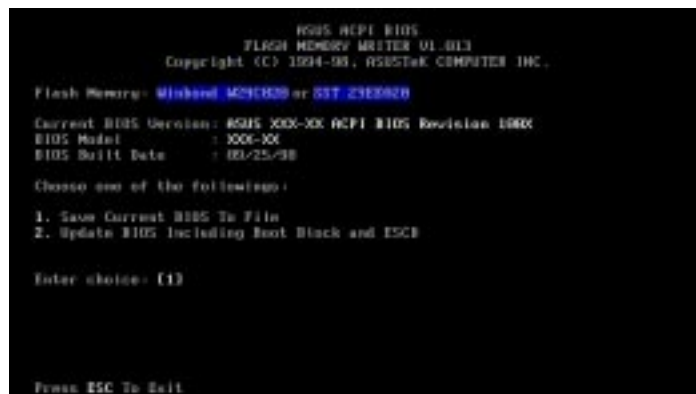 ASUS ACPI BIOS
FLASH MEMORY WRITER V1.013
Copyright (C) 1994-98, ASUSTeK COMPUTER INC.
Flash Memory: Winbond W29C020 or SST 29EE020
Current BIOS Version: ASUS XXX-XX ACPI BIOS Revision 100X
BIOS Model : XXX-XX
BIOS Built Date : 09/25/98
Choose one of the followings:
1. Save Current BIOS To File
2. Update BIOS Including Boot Block and ESCD
Enter choice: [1]
Press ESC To Exit